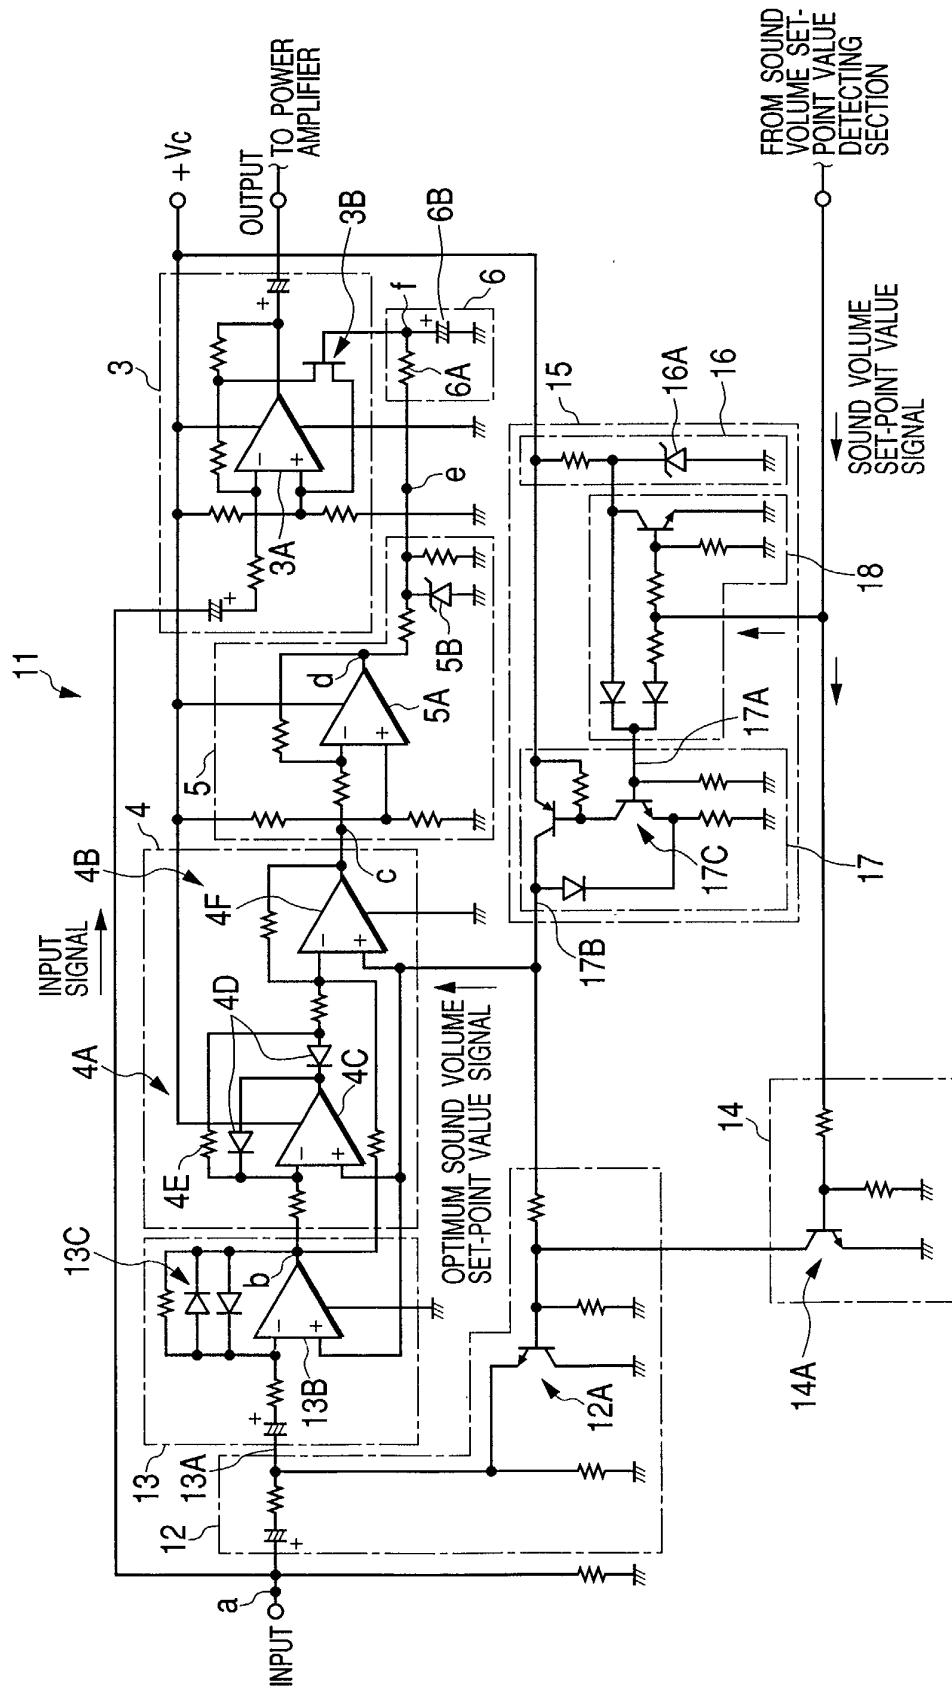 11
INPUT
SIGNAL
+Vc
OUTPUT
TO POWER
AMPLIFIER
3
3A
3B
4
4A
4B
4C
4D
4E
4F
5
5A
5B
6
6A
6B
a
b
c
d
e
f
INPUT
12
12A
13
13A
13B
13C
14
14A
15
16
16A
17
17A
17B
17C
18
OPTIMUM SOUND VOLUME
SET-POINT VALUE SIGNAL
SOUND VOLUME
SET-POINT VALUE
SIGNAL
FROM SOUND
VOLUME SET-
POINT VALUE
DETECTING
SECTION
+
−
+
−
+
−
+
−
+
−
+
+
+
+
+
+